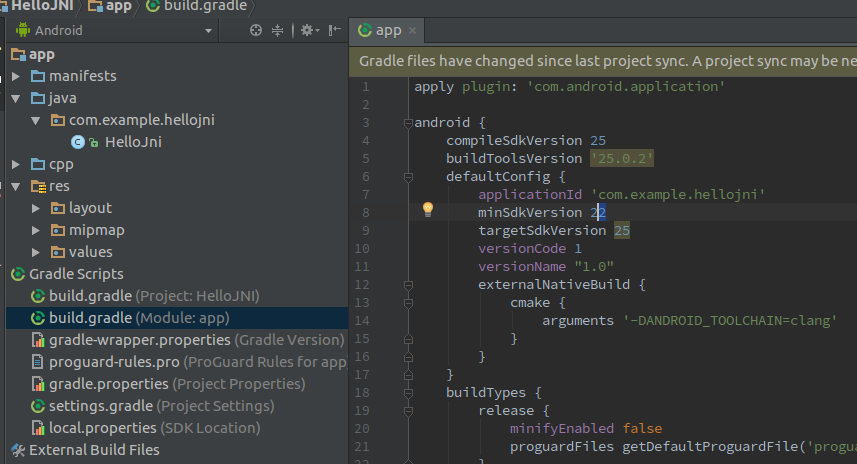 HelloJNI app build.gradle
Android
app
manifests
java
com.example.hellojni
HelloJni
cpp
res
layout
mipmap
values
Gradle Scripts
build.gradle (Project: HelloJNI)
build.gradle (Module: app)
gradle-wrapper.properties (Gradle Version)
proguard-rules.pro (ProGuard Rules for app
gradle.properties (Project Properties)
settings.gradle (Project Settings)
local.properties (SDK Location)
External Build Files
app
Gradle files have changed since last project sync. A project sync may be ne
1 apply plugin: 'com.android.application'
2
3 android {
4 compileSdkVersion 25
5 buildToolsVersion '25.0.2'
6 defaultConfig {
7 applicationId 'com.example.hellojni'
8 minSdkVersion 22
9 targetSdkVersion 25
10 versionCode 1
11 versionName "1.0"
12 externalNativeBuild {
13 cmake {
14 arguments '-DANDROID_TOOLCHAIN=clang'
15 }
16 }
17 }
18 buildTypes {
19 release {
20 minifyEnabled false
21 proguardFiles getDefaultProguardFile('progua
22 }